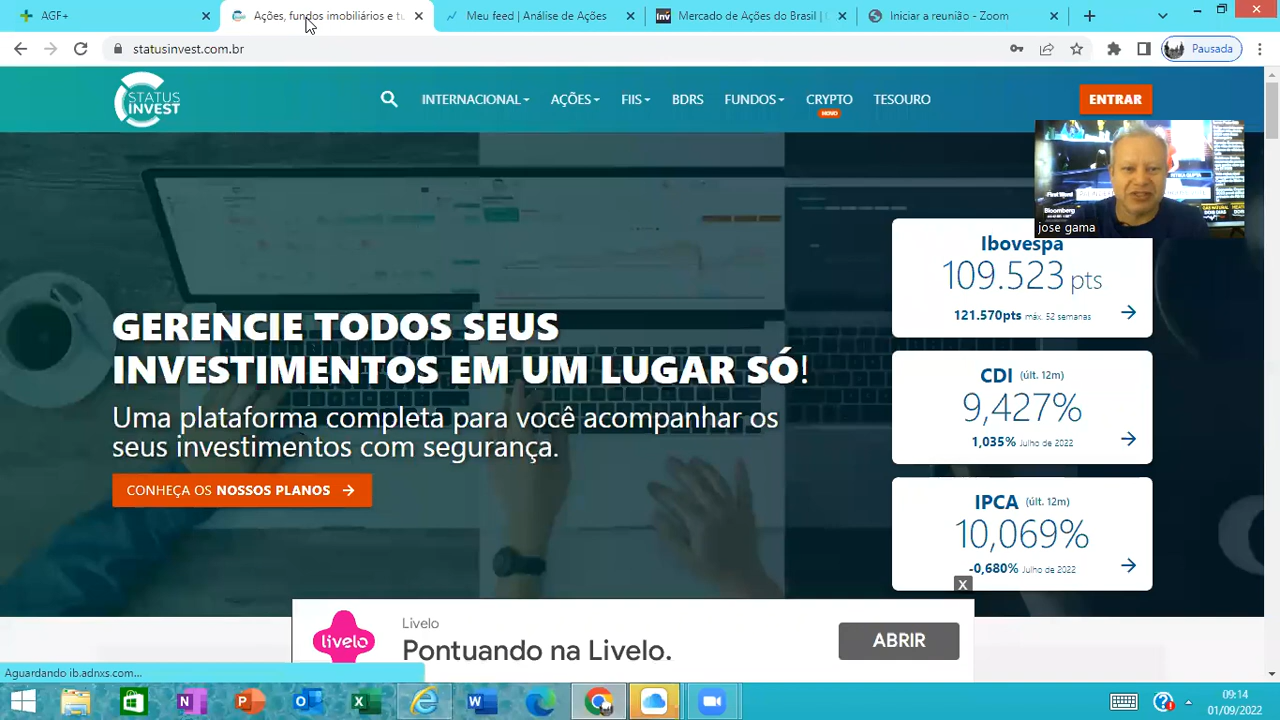 AGF+
Ações, fundos imobiliários e tu
Meu feed | Análise de Ações
Inv
Mercado de Ações do Brasil |
Iniciar a reunião - Zoom
statusinvest.com.br
Pausada
STATUS
INVEST
INTERNACIONAL
AÇÕES
FIIS
BDRS
FUNDOS
CRYPTO
NOVO
TESOURO
ENTRAR
Bloomberg
jose gama
GERENCIE TODOS SEUS
INVESTIMENTOS EM UM LUGAR SÓ!
Uma plataforma completa para você acompanhar os
seus investimentos com segurança.
CONHEÇA OS NOSSOS PLANOS
Ibovespa
109.523 pts
121.570pts máx. 52 semanas
CDI (últ. 12m)
9,427%
1,035% Julho de 2022
IPCA (últ. 12m)
10,069%
-0,680% Julho de 2022
X
livelo
Livelo
Pontuando na Livelo.
ABRIR
Aguardando ib.adnxs.com...
09:14
01/09/2022